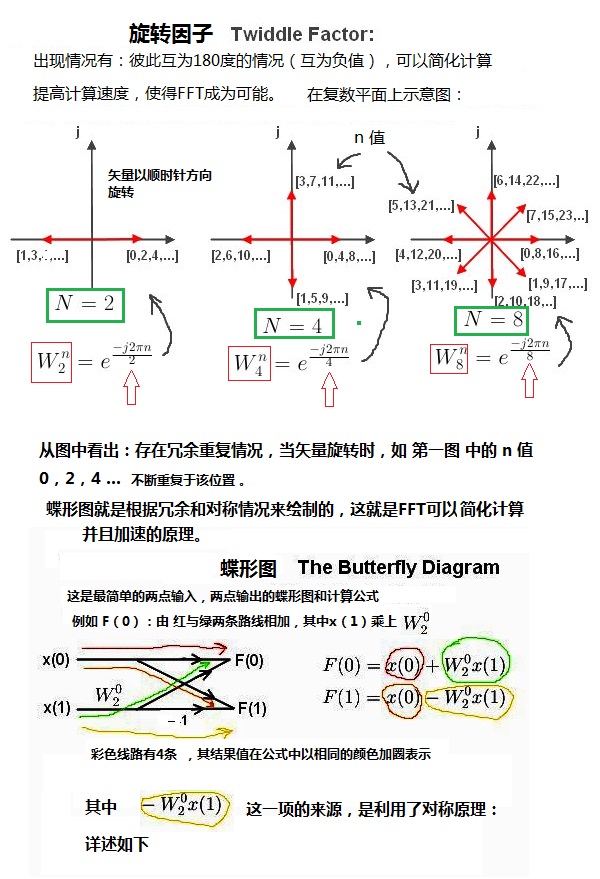 旋转因子 Twiddle Factor:
出现情况有：彼此互为180度的情况（互为负值），可以简化计算
提高计算速度，使得FFT成为可能。 在复数平面上示意图：
j j n 值 j
矢量以顺时针方向
旋转
[3,7,11,...] [6,14,22,...]
[5,13,21,...] [7,15,23,..]
[1,3,.,...] [0,2,4,...] [2,6,10,...] [0,4,8,...] [4,12,20,...] [0,8,16,...]
[3,11,19,...] [1,9,17,...]
[1,5,9,...] [2,10,18,..]
N = 2 N = 4 N = 8
W_2^n = e^{\frac{-j2πn}{2}} W_4^n = e^{\frac{-j2πn}{4}} W_8^n = e^{\frac{-j2πn}{8}}
从图中看出：存在冗余重复情况，当矢量旋转时，如 第一图 中的 n 值
0，2，4 ... 不断重复于该位置 。
蝶形图就是根据冗余和对称情况来绘制的，这就是FFT可以简化计算
并且加速的原理。
蝶形图 The Butterfly Diagram
这是最简单的两点输入，两点输出的蝶形图和计算公式
例如 F（0）：由 红与绿两条路线相加，其中x（1）乘上 W_2^0
x(0) F(0) F(0) = x(0) + W_2^0x(1)
W_2^0
x(1) F(1) F(1) = x(0) - W_2^0x(1)
- 1
彩色线路有4条 ，其结果值在公式中以相同的颜色加圈表示
其中 - W_2^0x(1) 这一项的来源，是利用了对称原理：
详述如下